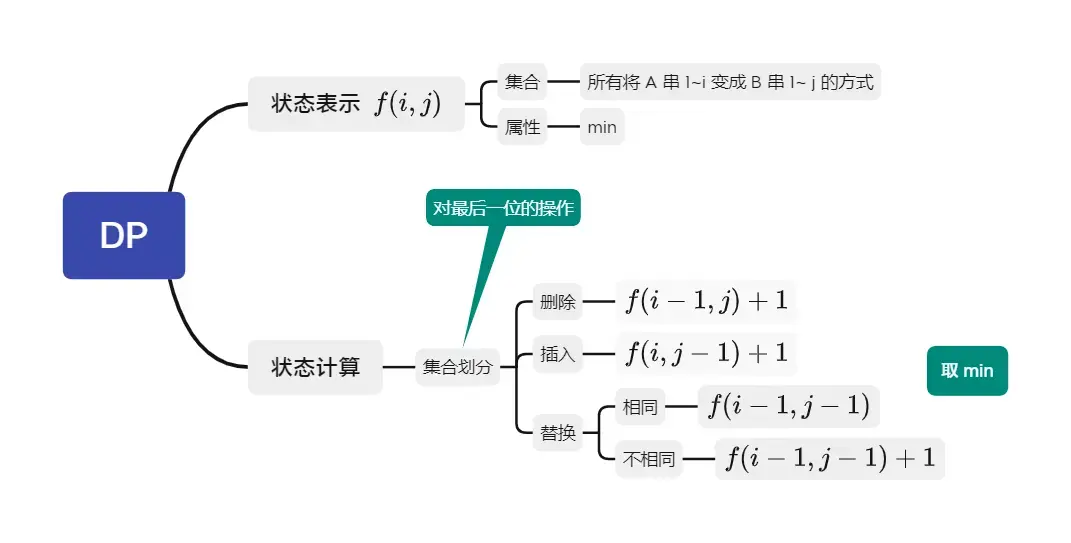 DP
状态表示 f(i, j)
集合
所有将 A 串 1~i 变成 B 串 1~ j 的方式
属性
min
对最后一位的操作
状态计算
集合划分
删除
f(i − 1, j) + 1
插入
f(i, j − 1) + 1
替换
相同
f(i − 1, j − 1)
不相同
f(i − 1, j − 1) + 1
取 min